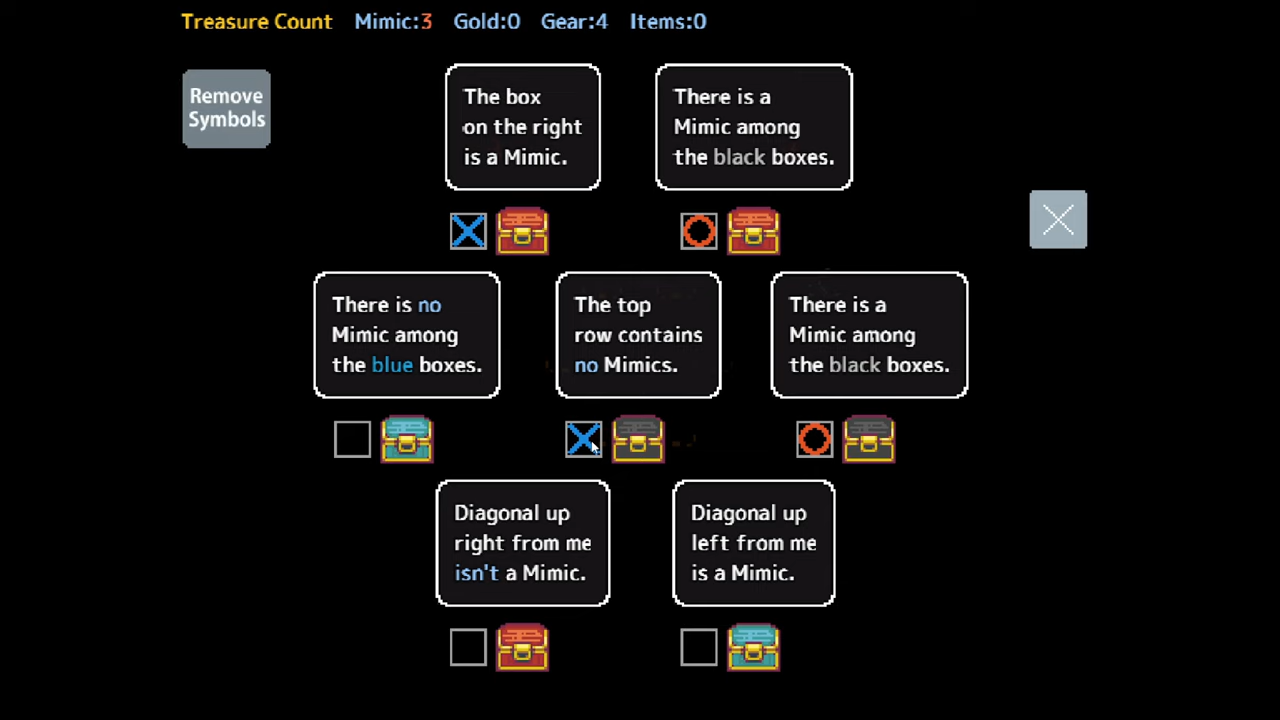 Treasure Count Mimic:3 Gold:0 Gear:4 Items:0
Remove
Symbols
The box
on the right
is a Mimic.
There is a
Mimic among
the black boxes.
There is no
Mimic among
the blue boxes.
The top
row contains
no Mimics.
There is a
Mimic among
the black boxes.
Diagonal up
right from me
isn't a Mimic.
Diagonal up
left from me
is a Mimic.